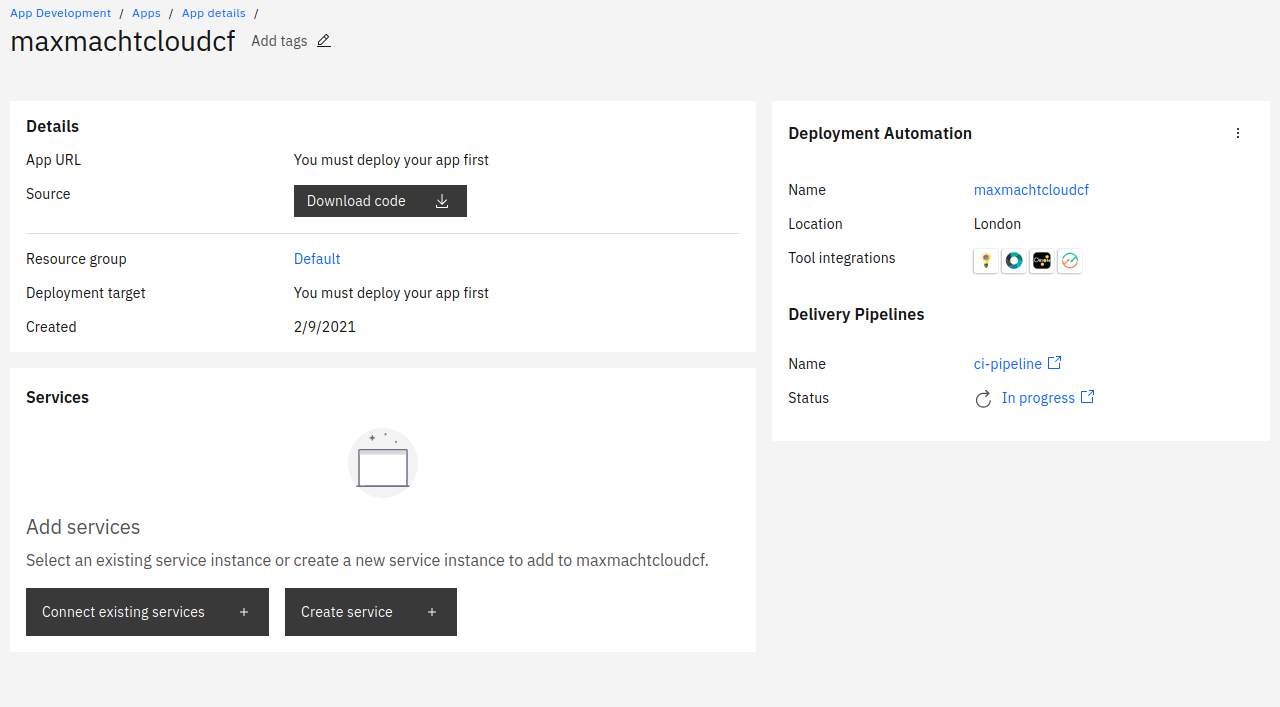 App Development / Apps / App details /
maxmachtcloudcf Add tags
Details
App URL You must deploy your app first
Source Download code
Resource group Default
Deployment target You must deploy your app first
Created 2/9/2021
Services
Add services
Select an existing service instance or create a new service instance to add to maxmachtcloudcf.
Connect existing services +
Create service +
Deployment Automation
Name maxmachtcloudcf
Location London
Tool integrations
Delivery Pipelines
Name ci-pipeline
Status In progress